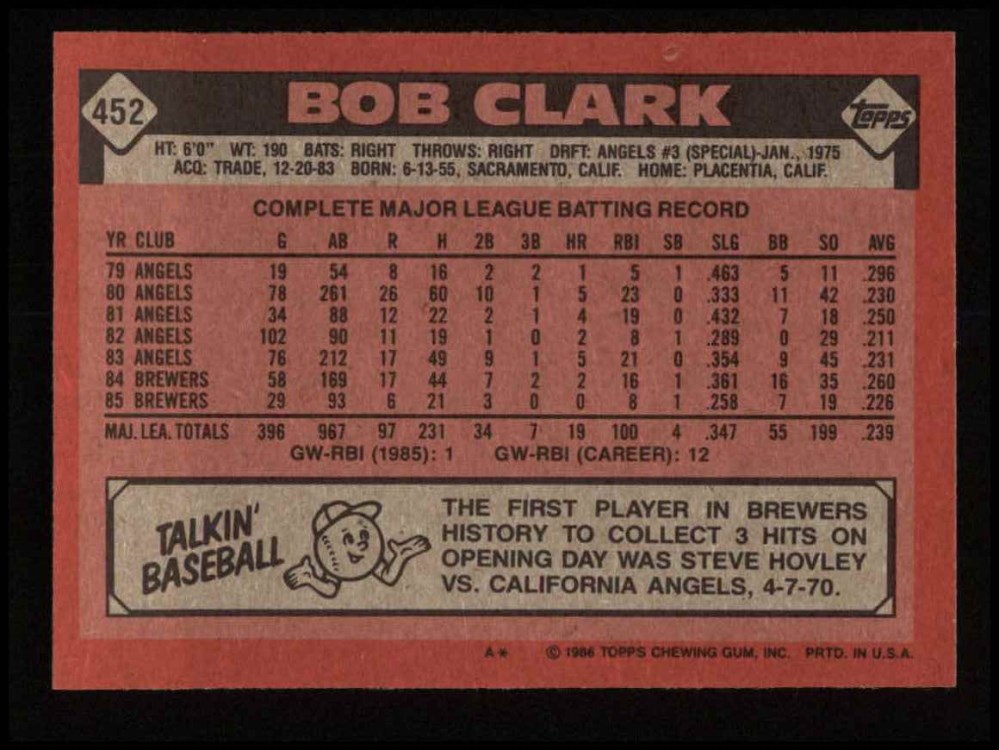 452
BOB CLARK
topps
HT: 6'0" WT: 190 BATS: RIGHT THROWS: RIGHT DRFT: ANGELS #3 (SPECIAL)-JAN., 1975
ACQ: TRADE, 12-20-83 BORN: 6-13-55, SACRAMENTO, CALIF. HOME: PLACENTIA, CALIF.
COMPLETE MAJOR LEAGUE BATTING RECORD
YR CLUB G AB R H 2B 3B HR RBI SB SLG BB SO AVG
79 ANGELS 19 54 8 16 2 2 1 5 1 .463 5 11 .296
80 ANGELS 78 261 26 60 10 1 5 23 0 .333 11 42 .230
81 ANGELS 34 88 12 22 2 1 4 19 0 .432 7 18 .250
82 ANGELS 102 90 11 19 1 0 2 8 1 .289 0 29 .211
83 ANGELS 76 212 17 49 9 1 5 21 0 .354 9 45 .231
84 BREWERS 58 169 17 44 7 2 2 16 1 .361 16 35 .260
85 BREWERS 29 93 6 21 3 0 0 8 1 .258 7 19 .226
MAJ. LEA. TOTALS 396 967 97 231 34 7 19 100 4 .347 55 199 .239
GW-RBI (1985): 1 GW-RBI (CAREER): 12
TALKIN'
BASEBALL
THE FIRST PLAYER IN BREWERS
HISTORY TO COLLECT 3 HITS ON
OPENING DAY WAS STEVE HOVLEY
VS. CALIFORNIA ANGELS, 4-7-70.
A* © 1986 TOPPS CHEWING GUM, INC. PRTD. IN U.S.A.